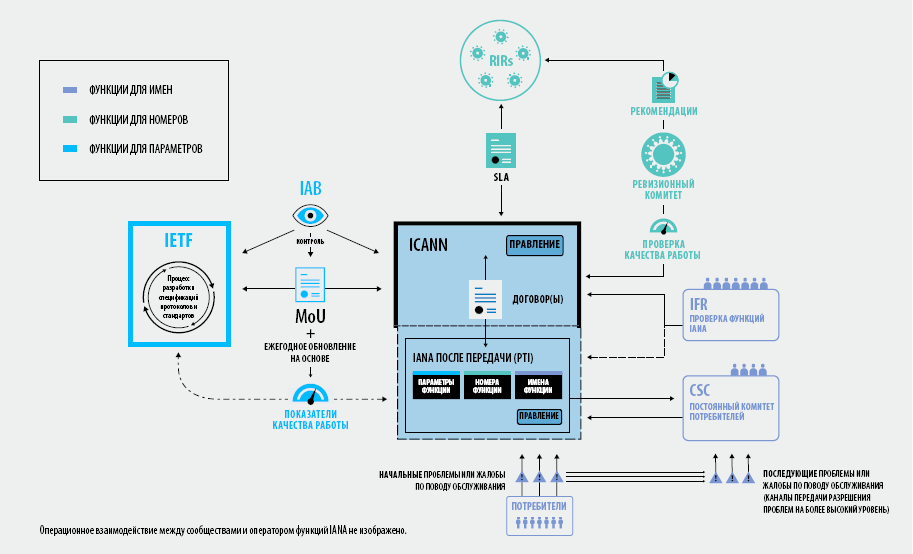 ФУНКЦИИ ДЛЯ ИМЕН
ФУНКЦИИ ДЛЯ НОМЕРОВ
ФУНКЦИИ ДЛЯ ПАРАМЕТРОВ
RIRs
SLA
РЕКОМЕНДАЦИИ
РЕВИЗИОННЫЙ
КОМИТЕТ
ПРОВЕРКА
КАЧЕСТВА РАБОТЫ
IAB
КОНТРОЛЬ
IETF
Процесс
разработки
спецификаций
протоколов и
стандартов
MoU
+
ЕЖЕГОДНОЕ ОБНОВЛЕНИЕ
НА ОСНОВЕ
ПОКАЗАТЕЛИ
КАЧЕСТВА РАБОТЫ
ICANN
ПРАВЛЕНИЕ
ДОГОВОР(Ы)
IANA ПОСЛЕ ПЕРЕДАЧИ (PTI)
ПАРАМЕТРЫ
ФУНКЦИИ
НОМЕРА
ФУНКЦИИ
ИМЕНА
ФУНКЦИИ
ПРАВЛЕНИЕ
IFR
ПРОВЕРКА ФУНКЦИЙ
IANA
CSC
ПОСТОЯННЫЙ КОМИТЕТ
ПОТРЕБИТЕЛЕЙ
НАЧАЛЬНЫЕ ПРОБЛЕМЫ ИЛИ ЖАЛОБЫ
ПО ПОВОДУ ОБСЛУЖИВАНИЯ
ПОТРЕБИТЕЛИ
ПОСЛЕДУЮЩИЕ ПРОБЛЕМЫ ИЛИ
ЖАЛОБЫ ПО ПОВОДУ ОБСЛУЖИВАНИЯ
(КАНАЛЫ ПЕРЕДАЧИ РАЗРЕШЕНИЯ
ПРОБЛЕМ НА БОЛЕЕ ВЫСОКИЙ УРОВЕНЬ)
Операционное взаимодействие между сообществами и оператором функций IANA не изображено.